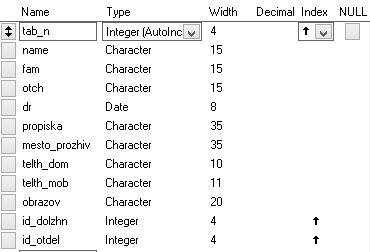 Name Type Width Decimal Index NULL
tab_n Integer (AutoInc 4
name Character 15
fam Character 15
otch Character 15
dr Date 8
propiska Character 35
mesto_prozhiv Character 35
telth_dom Character 10
telth_mob Character 11
obrazov Character 20
id_dolzhn Integer 4
id_otdel Integer 4